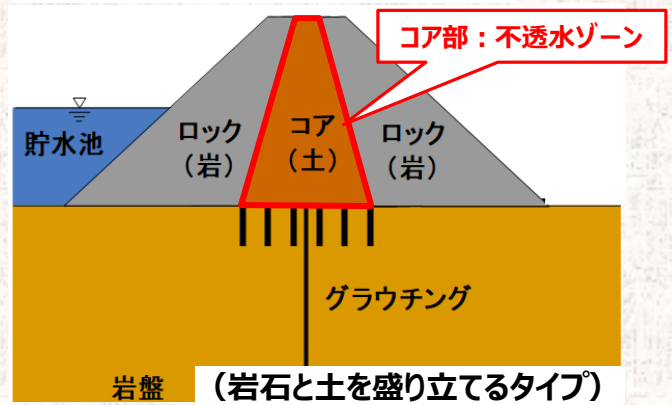 コア部：不透水ゾーン
貯水池
ロック
（岩）
コア
（土）
ロック
（岩）
グラウチング
岩盤
（岩石と土を盛り立てるタイプ）